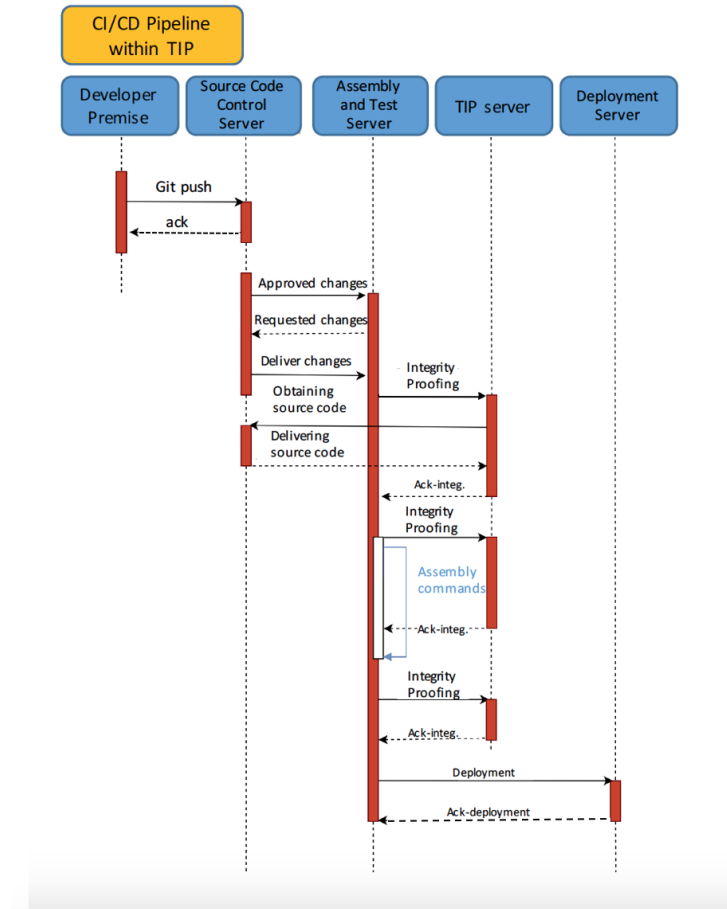 CI/CD Pipeline
within TIP
Developer
Premise
Source Code
Control
Server
Assembly
and Test
Server
TIP server
Deployment
Server
Git push
ack
Approved changes
Requested changes
Deliver changes
Integrity
Proofing
Obtaining
source code
Delivering
source code
Ack-integ.
Integrity
Proofing
Assembly
commands
Ack-integ.
Integrity
Proofing
Ack-integ.
Deployment
Ack-deployment